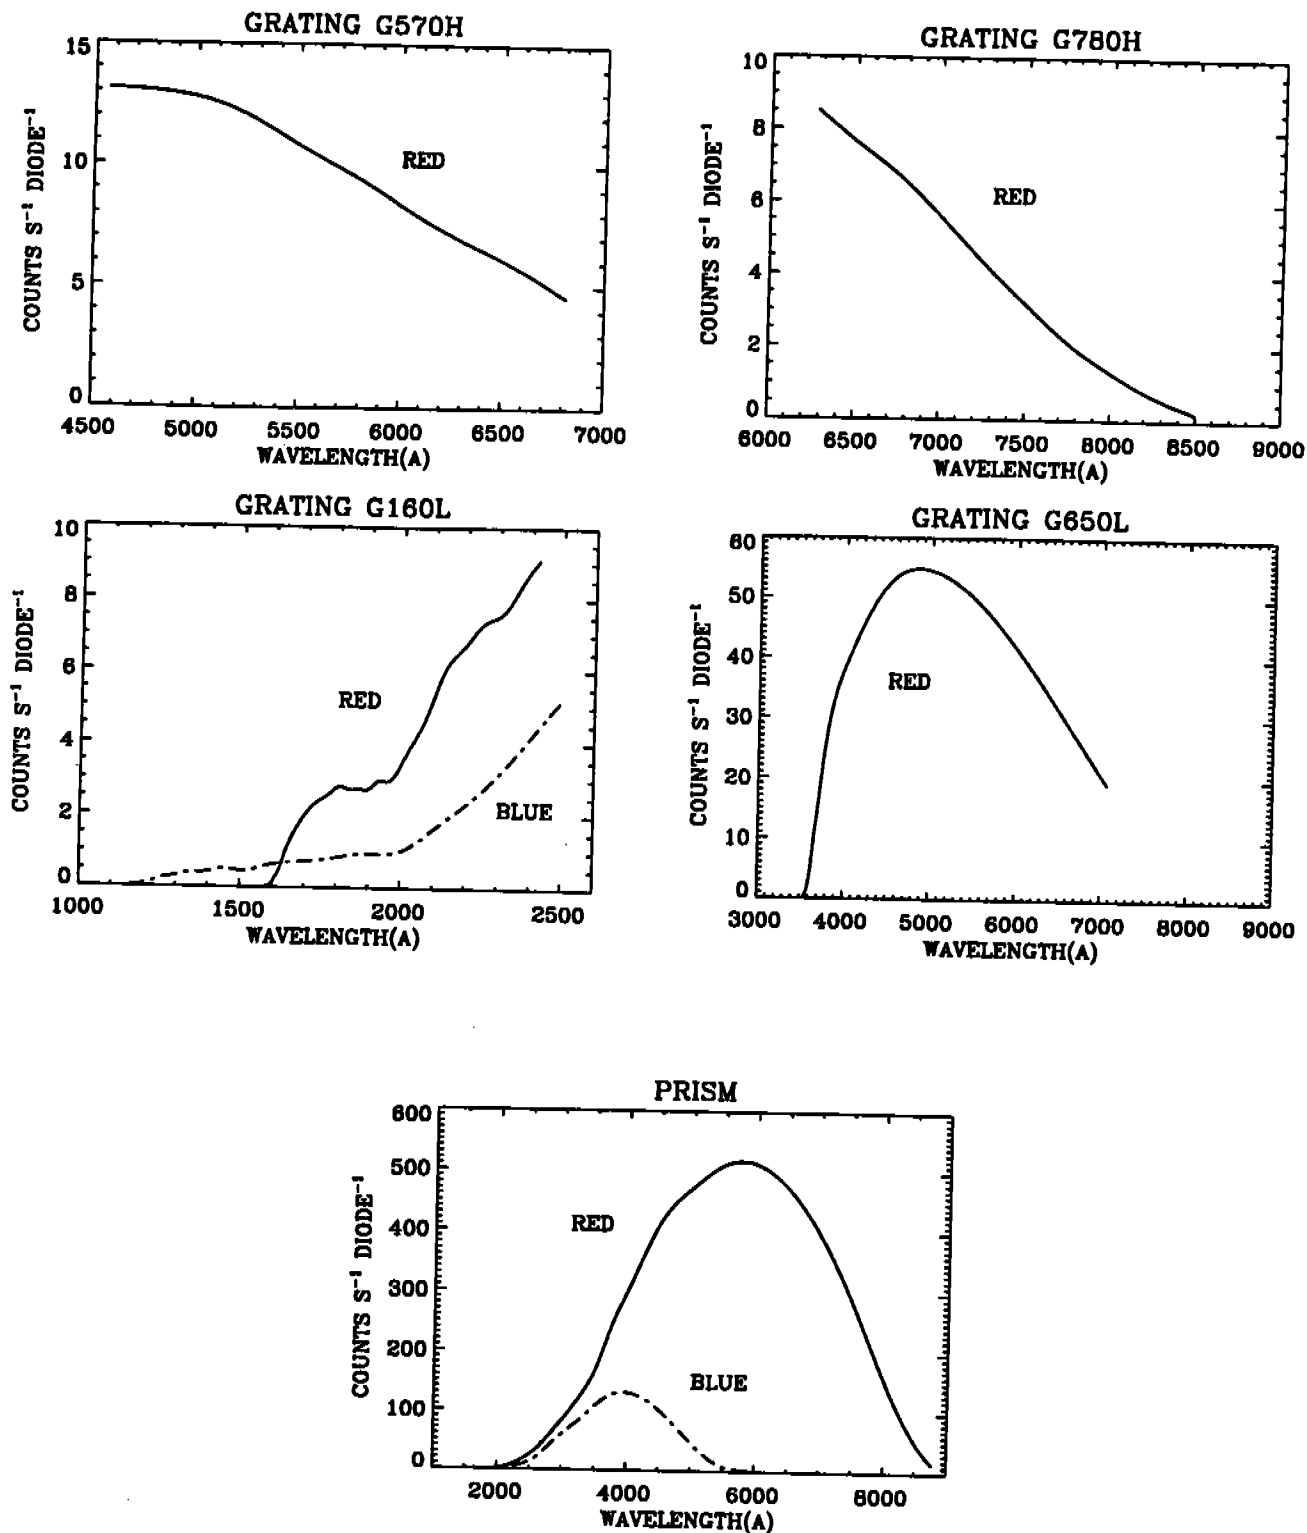 GRATING G570H
15
10
5
0
COUNTS S⁻¹ DIODE⁻¹
RED
4500 5000 5500 6000 6500 7000
WAVELENGTH(A)
GRATING G780H
10
8
6
4
2
0
COUNTS S⁻¹ DIODE⁻¹
RED
6000 6500 7000 7500 8000 8500 9000
WAVELENGTH(A)
GRATING G160L
10
8
6
4
2
0
COUNTS S⁻¹ DIODE⁻¹
RED
BLUE
1000 1500 2000 2500
WAVELENGTH(A)
GRATING G650L
60
50
40
30
20
10
0
COUNTS S⁻¹ DIODE⁻¹
RED
3000 4000 5000 6000 7000 8000 9000
WAVELENGTH(A)
PRISM
600
500
400
300
200
100
0
COUNTS S⁻¹ DIODE⁻¹
RED
BLUE
2000 4000 6000 8000
WAVELENGTH(A)